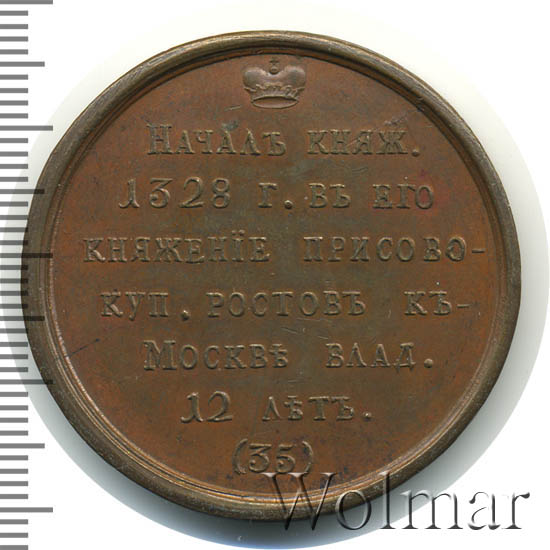 НАЧАЛЪ КНЯЖ.
1328 Г. ВЪ ЕГО
КНЯЖЕНІЕ ПРИСОВО-
КУП. РОСТОВЪ КЪ-
МОСКВѢ ВЛАД.
12 ЛѢТЪ.
(35)
Wolmar